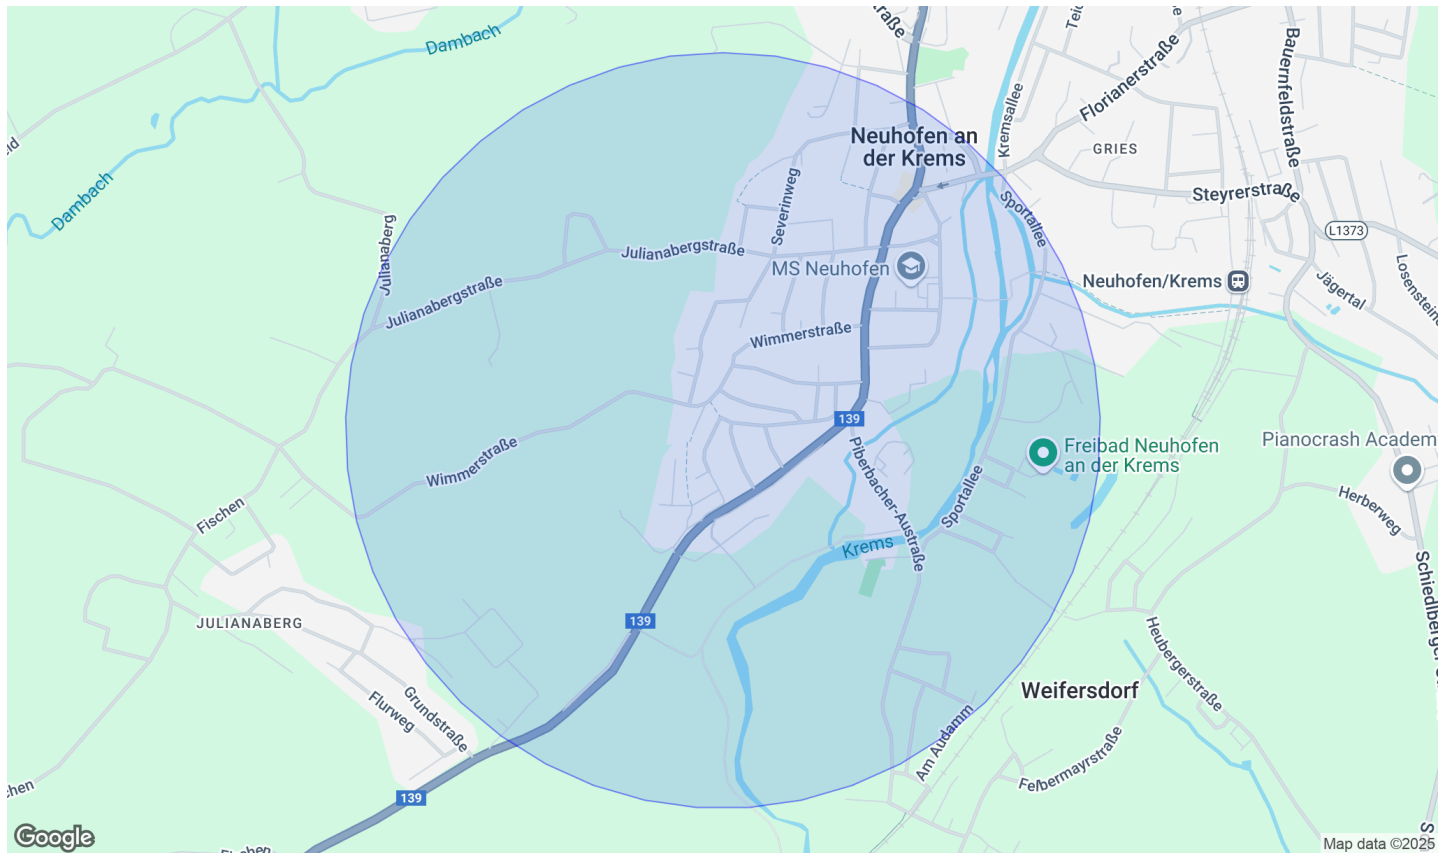 Dambach
Dambach
Julianaberg
Julianabergstraße
Julianabergstraße
Severinweg
MS Neuhofen
Wimmerstraße
Wimmerstraße
Neuhofen an
der Krems
Kremsallee
Florianerstraße
GRIES
Bauernfeldstraße
Steyrerstraße
Sportallee
L1373
Neuhofen/Krems
Jägertal
139
Piberbacher-Austraße
Sportallee
Freibad Neuhofen
an der Krems
Pianocrash Academ
Herberweg
Krems
Fischen
JULIANABERG
139
Flurweg
Grundstraße
139
Weifersdorf
Heubergerstraße
Felbermayrstraße
Am Audamm
Google
Map data ©2025